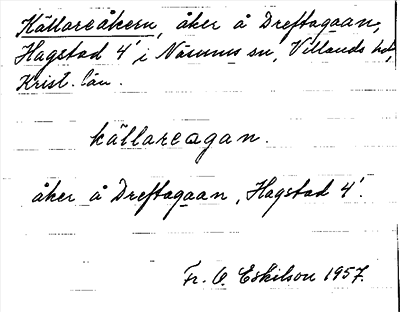 Källareåkern, åker å Dreftagaan,
Hagstad 4' i Näsums sn, Villands hd,
Krist. län.
källareagan.
åker å Dreftagaan, Hagstad 4'.
Fr. O. Eskilson 1957.